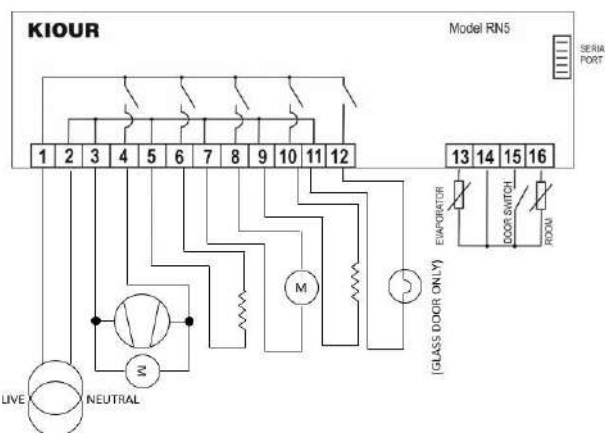 KIOUR
Model RN5
SERIA
PORT
1 2 3 4 5 6 7 8 9 10 11 12
13 14 15 16
EVAPORATOR
DOOR SWITCH
ROOM
M
M
(GLASS DOOR ONLY)
LIVE
NEUTRAL